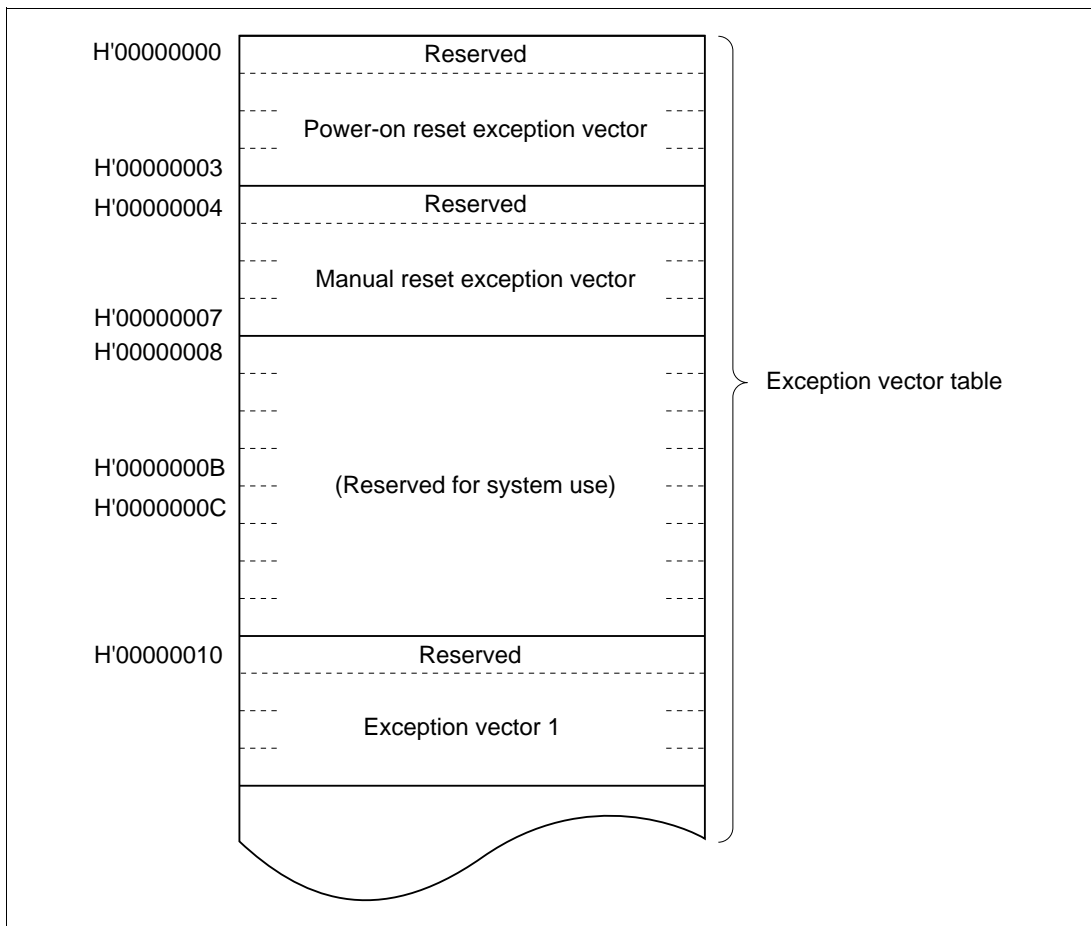 H'00000000
Reserved
Power-on reset exception vector
H'00000003
H'00000004
Reserved
Manual reset exception vector
H'00000007
H'00000008
Exception vector table
H'0000000B
(Reserved for system use)
H'0000000C
H'00000010
Reserved
Exception vector 1